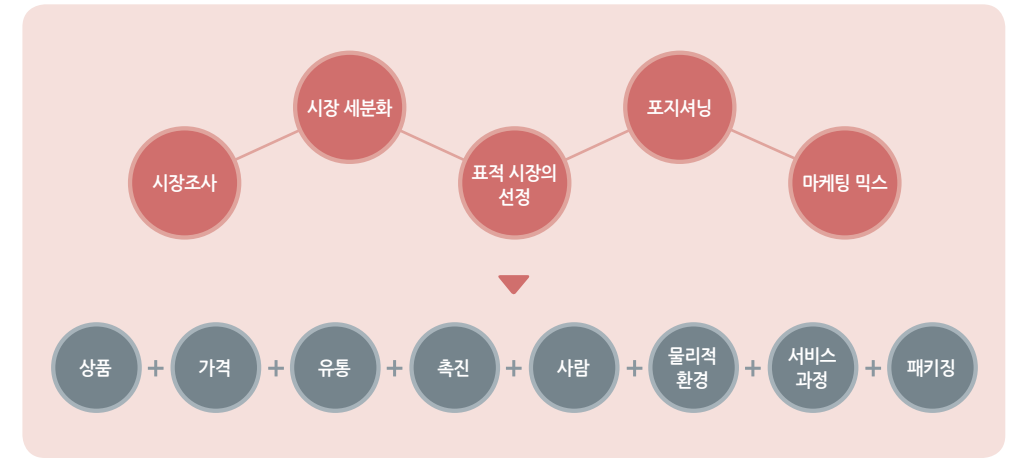 시장 세분화
포지셔닝
시장조사
표적 시장의
선정
마케팅 믹스
상품 + 가격 + 유통 + 촉진 + 사람 + 물리적
환경 + 서비스
과정 + 패키징